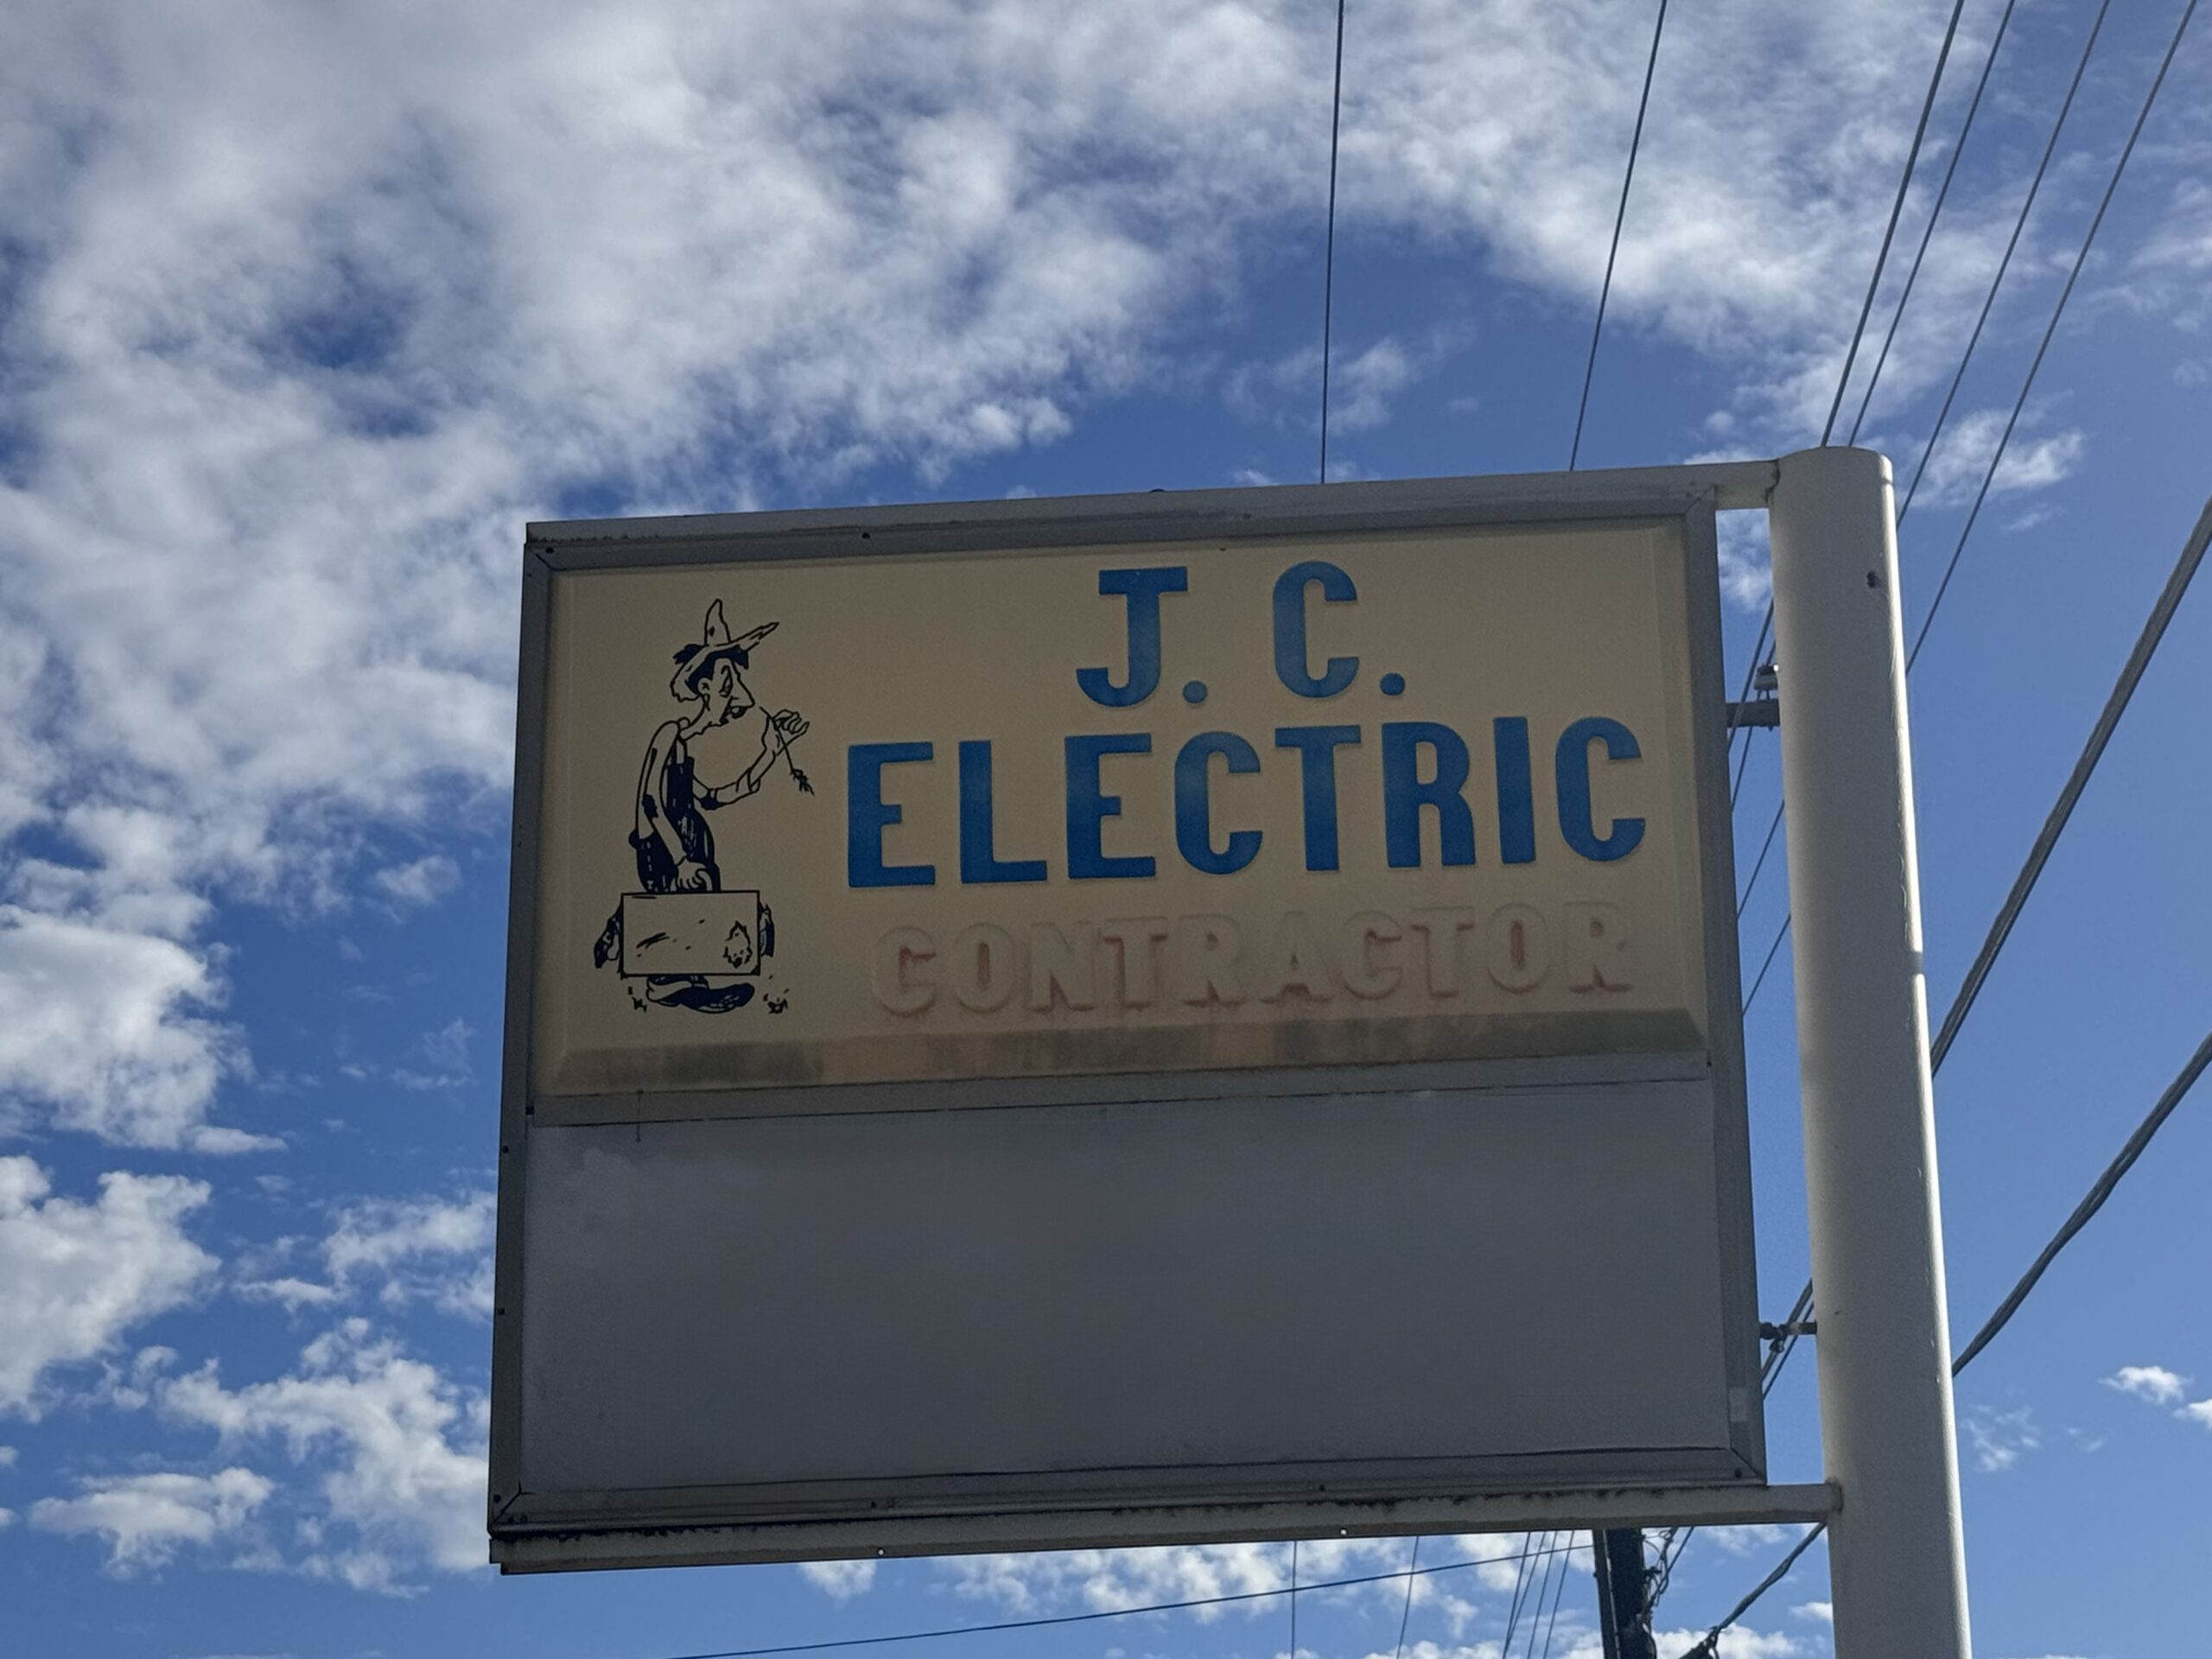 J. C.
ELECTRIC
CONTRACTOR